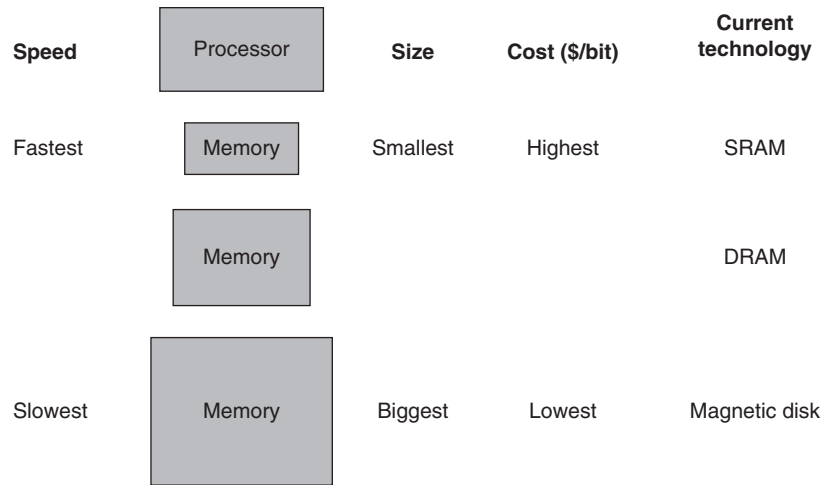 Speed Processor Size Cost ($/bit) Current
technology
Fastest Memory Smallest Highest SRAM
Memory DRAM
Slowest Memory Biggest Lowest Magnetic disk